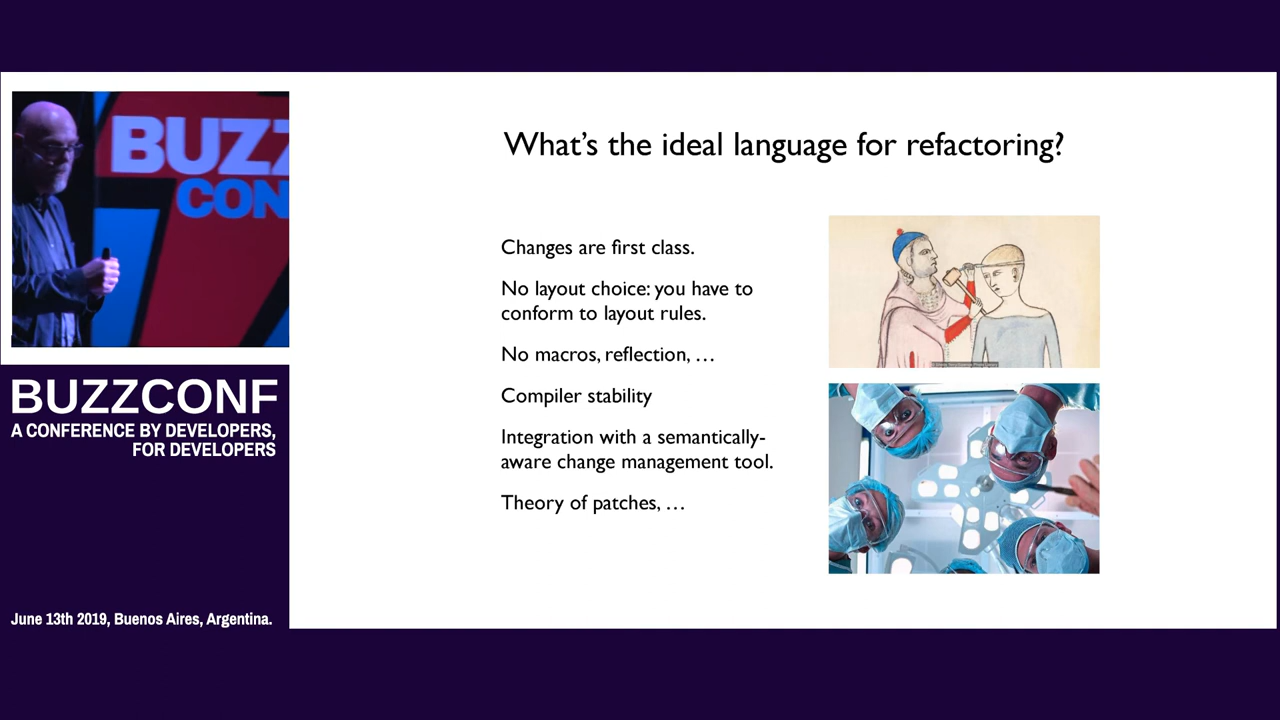 BUZZ
CON
BUZZCONF
A CONFERENCE BY DEVELOPERS,
FOR DEVELOPERS
June 13th 2019, Buenos Aires, Argentina.
What's the ideal language for refactoring?
Changes are first class.
No layout choice: you have to
conform to layout rules.
No macros, reflection, …
Compiler stability
Integration with a semantically-
aware change management tool.
Theory of patches, …